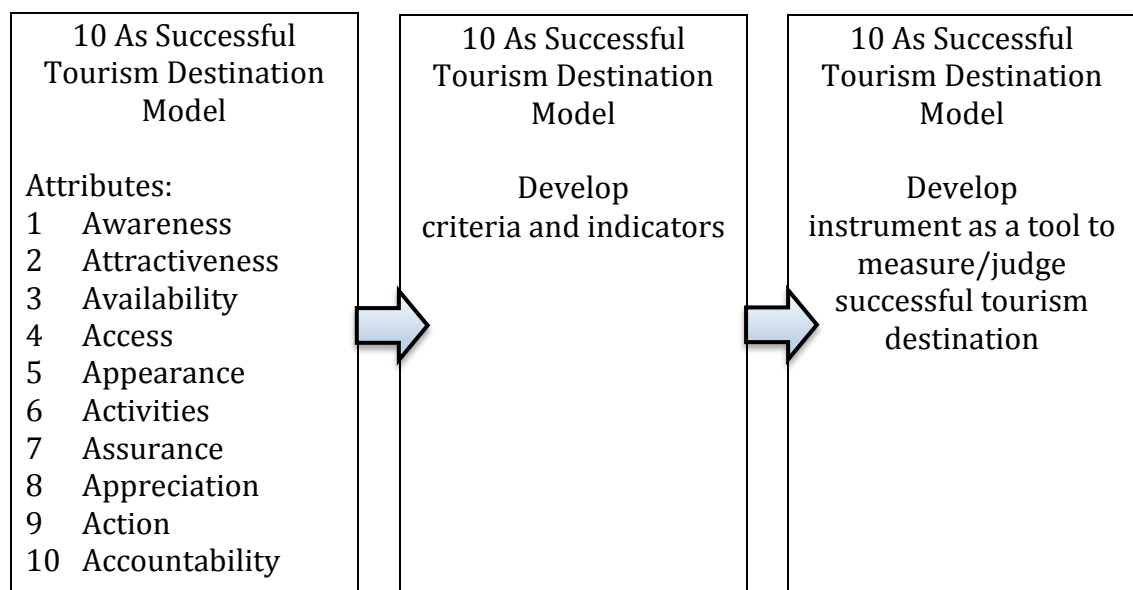 10 As Successful
Tourism Destination
Model
Attributes:
1 Awareness
2 Attractiveness
3 Availability
4 Access
5 Appearance
6 Activities
7 Assurance
8 Appreciation
9 Action
10 Accountability
10 As Successful
Tourism Destination
Model
Develop
criteria and indicators
10 As Successful
Tourism Destination
Model
Develop
instrument as a tool to
measure/judge
successful tourism
destination